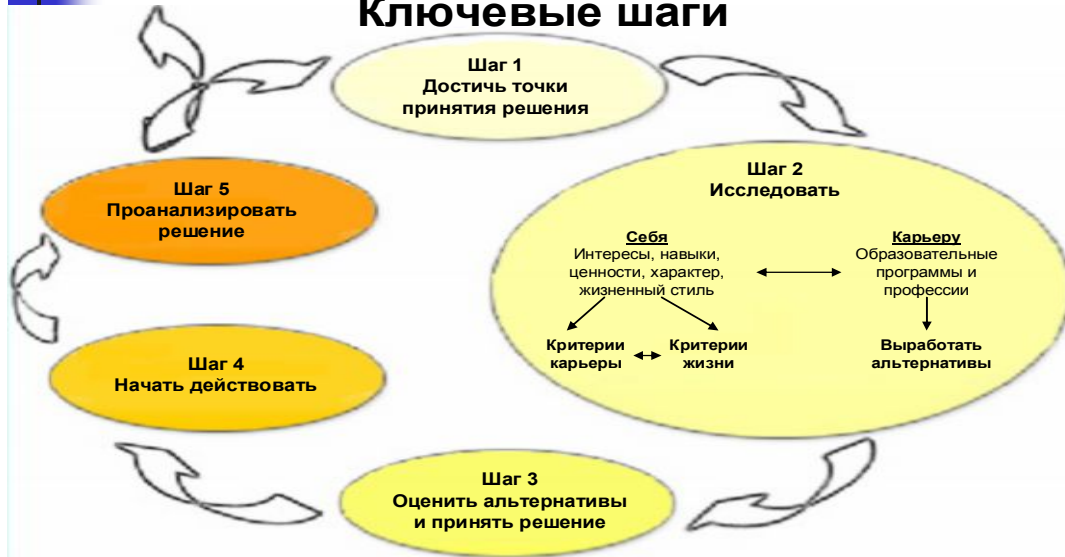 Ключевые шаги
Шаг 1
Достичь точки
принятия решения
Шаг 2
Исследовать
Себя
Интересы, навыки,
ценности, характер,
жизненный стиль
Карьеру
Образовательные
программы и
профессии
Критерии
карьеры
Критерии
жизни
Выработать
альтернативы
Шаг 3
Оценить альтернативы
и принять решение
Шаг 4
Начать действовать
Шаг 5
Проанализировать
решение